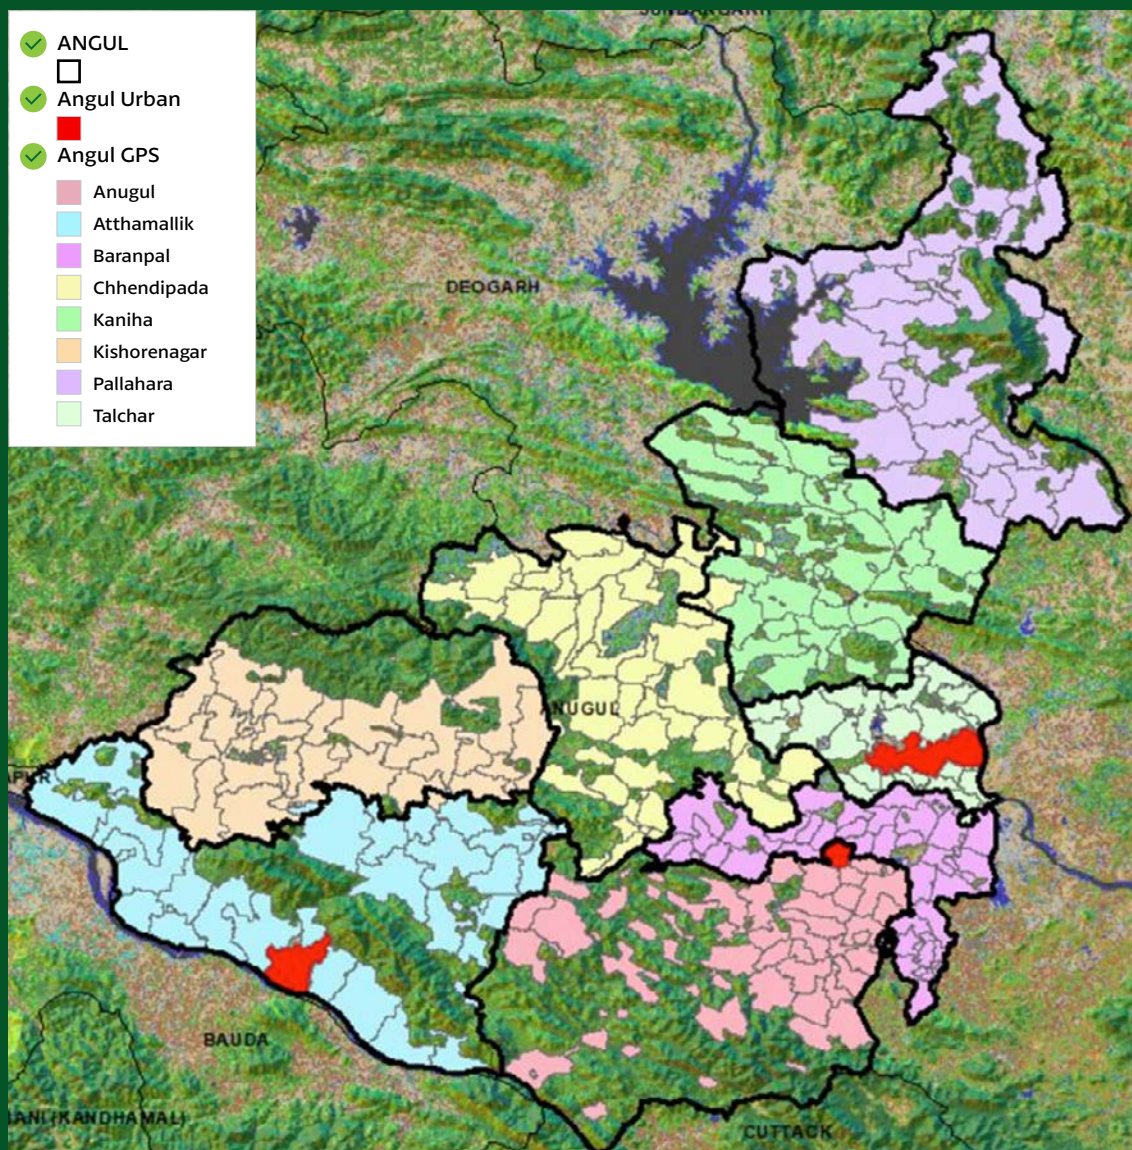 ANGUL
Angul Urban
Angul GPS
Anugul
Atthamallik
Baranpal
Chhendipada
Kaniha
Kishorenagar
Pallahara
Talchar
DEOGARH
ANUGUL
BAUDA
CUTTACK